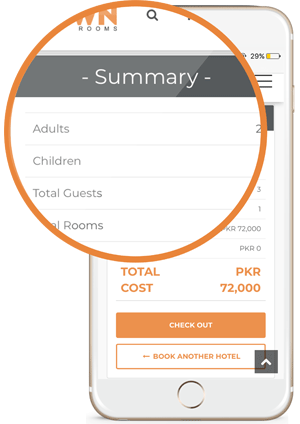 WN
ROOMS
29%
- Summary -
Adults 2
Children
Total Guests 3
al Rooms 1
PKR 72,000
PKR 0
TOTAL COST PKR 72,000
CHECK OUT
← BOOK ANOTHER HOTEL